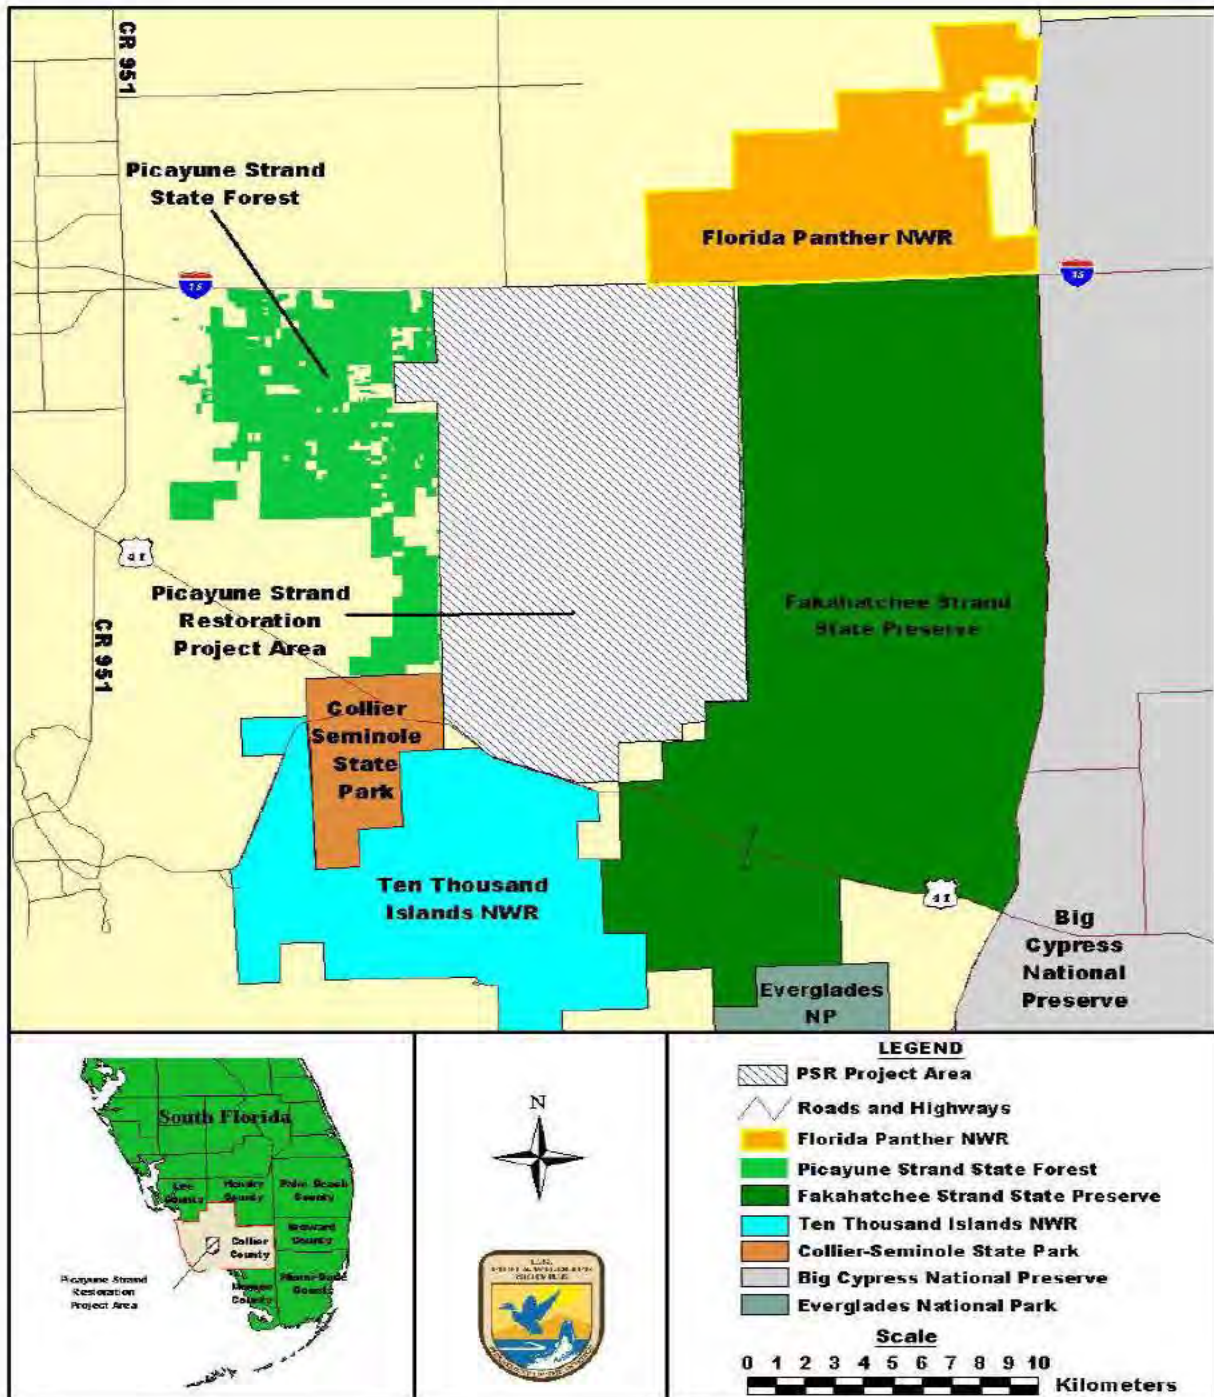 CR 951
Picayune Strand
State Forest
Florida Panther NWR
75
75
41
Picayune Strand
Restoration
Project Area
Fakahatchee Strand
State Preserve
CR 951
Collier
Seminole
State
Park
Ten Thousand
Islands NWR
41
Big
Cypress
National
Preserve
Everglades
NP
South Florida
Lee
County
Hendry
County
Palm Beach
County
Broward
County
Collier
County
Monroe
County
Miami-Dade
County
Picayune Strand
Restoration
Project Area
N
U.S.
FISH & WILDLIFE
SERVICE
LEGEND
PSR Project Area
Roads and Highways
Florida Panther NWR
Picayune Strand State Forest
Fakahatchee Strand State Preserve
Ten Thousand Islands NWR
Collier-Seminole State Park
Big Cypress National Preserve
Everglades National Park
Scale
0 1 2 3 4 5 6 7 8 9 10
Kilometers